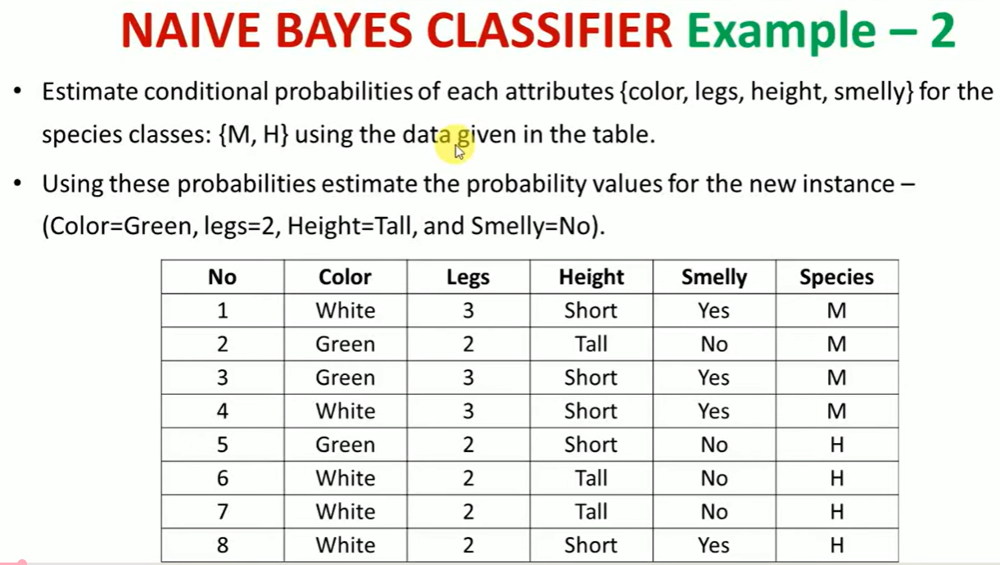 NAIVE BAYES CLASSIFIER Example – 2
• Estimate conditional probabilities of each attributes {color, legs, height, smelly} for the
species classes: {M, H} using the data given in the table.
• Using these probabilities estimate the probability values for the new instance –
(Color=Green, legs=2, Height=Tall, and Smelly=No).
No Color Legs Height Smelly Species
1 White 3 Short Yes M
2 Green 2 Tall No M
3 Green 3 Short Yes M
4 White 3 Short Yes M
5 Green 2 Short No H
6 White 2 Tall No H
7 White 2 Tall No H
8 White 2 Short Yes H